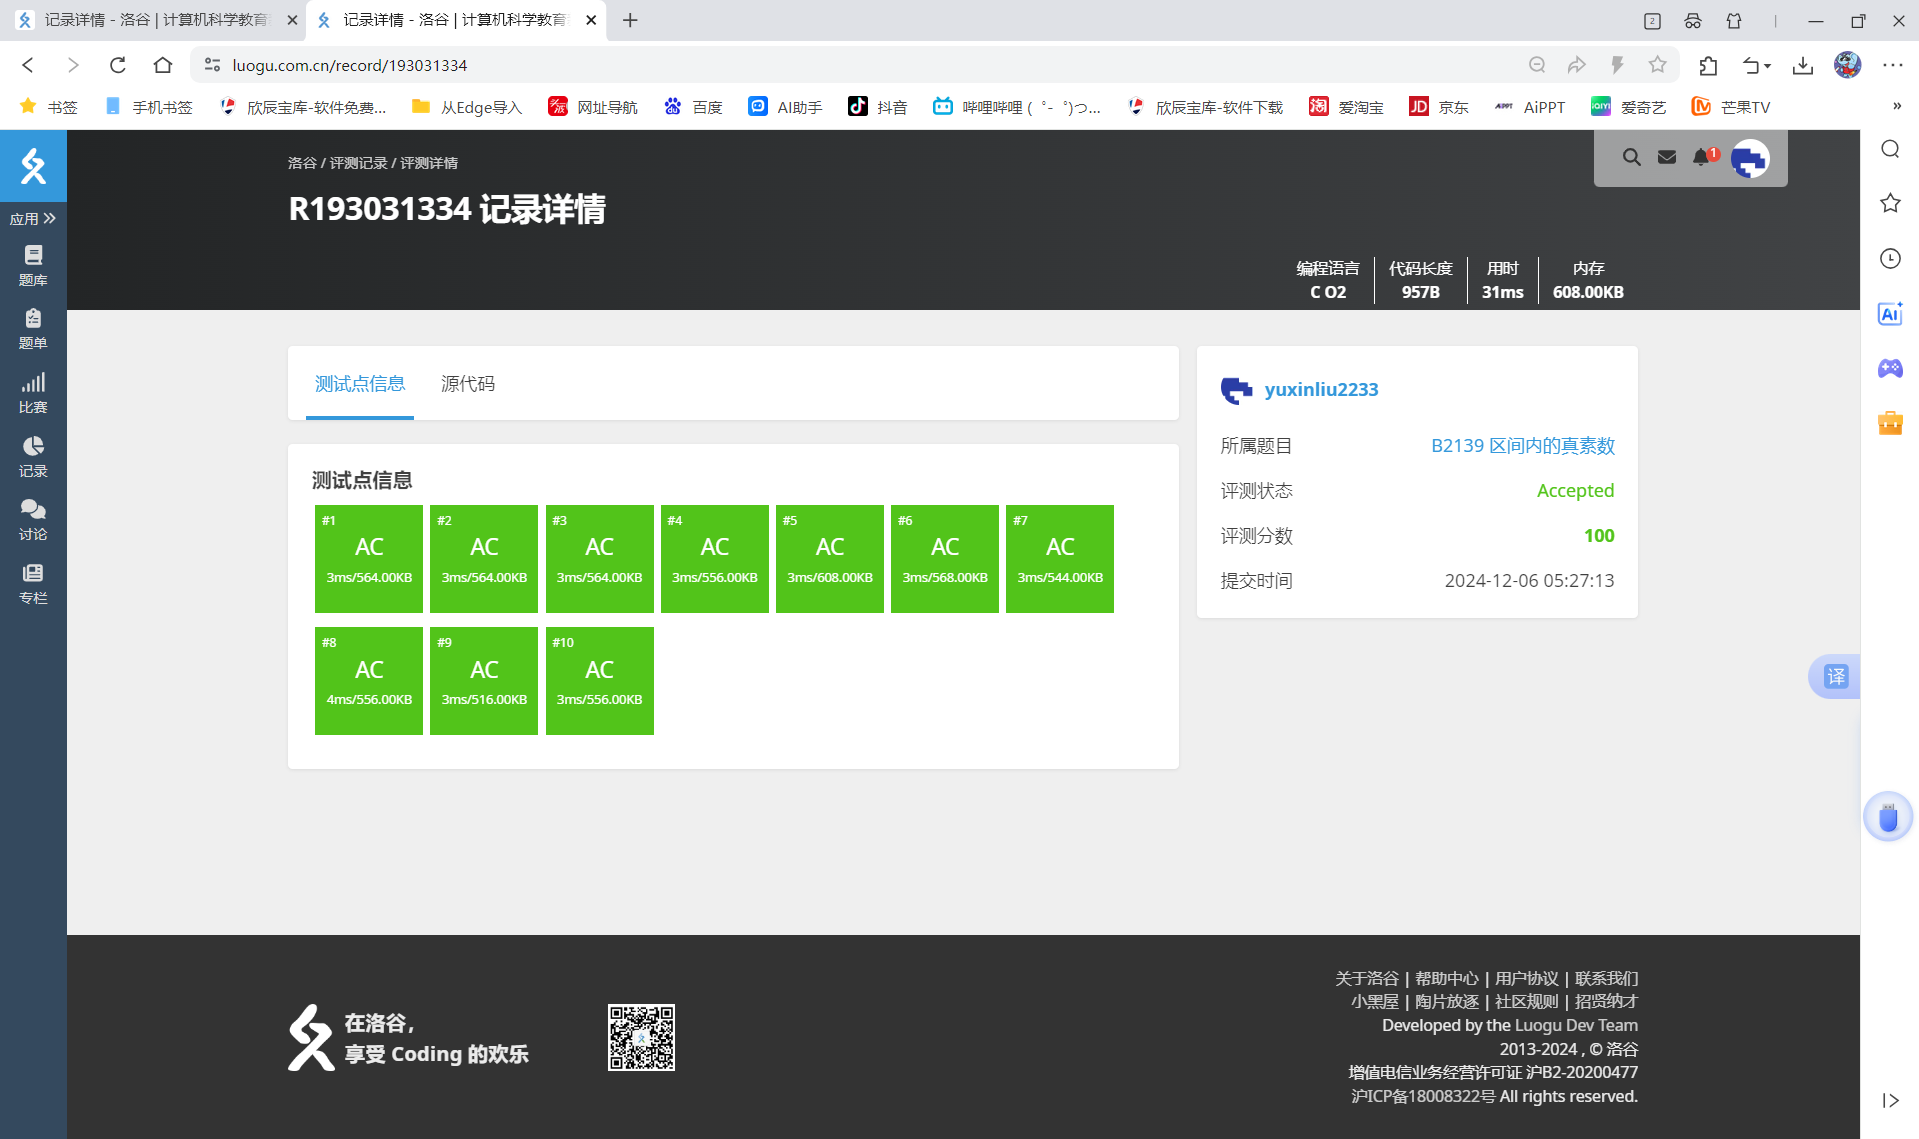 记录详情 - 洛谷 | 计算机科学教育
记录详情 - 洛谷 | 计算机科学教育
2
luogu.com.cn/record/193031334
书签
手机书签
欣辰宝库-软件免费...
从Edge导入
网址导航
百度
AI助手
抖音
哔哩哔哩 ( ゜- ゜)つ...
欣辰宝库-软件下载
淘
爱淘宝
JD
京东
AiPPT
AiPPT
iQIYI
爱奇艺
芒果TV
洛谷 / 评测记录 / 评测详情
1
R193031334 记录详情
编程语言
C O2
代码长度
957B
用时
31ms
内存
608.00KB
应用
题库
题单
比赛
记录
讨论
专栏
测试点信息
源代码
测试点信息
#1
AC
3ms/564.00KB
#2
AC
3ms/564.00KB
#3
AC
3ms/564.00KB
#4
AC
3ms/556.00KB
#5
AC
3ms/608.00KB
#6
AC
3ms/568.00KB
#7
AC
3ms/544.00KB
#8
AC
4ms/556.00KB
#9
AC
3ms/516.00KB
#10
AC
3ms/556.00KB
yuxinliu2233
所属题目 B2139 区间内的真素数
评测状态 Accepted
评测分数 100
提交时间 2024-12-06 05:27:13
Ai
译
在洛谷，
享受 Coding 的欢乐
关于洛谷 | 帮助中心 | 用户协议 | 联系我们
小黑屋 | 陶片放逐 | 社区规则 | 招贤纳才
Developed by the Luogu Dev Team
2013-2024 , © 洛谷
增值电信业务经营许可证 沪B2-20200477
沪ICP备18008322号 All rights reserved.